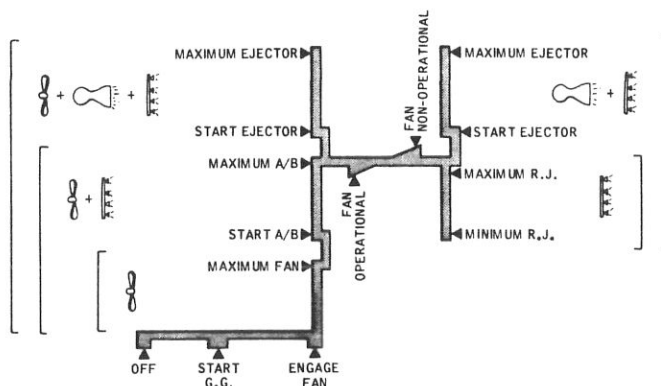 MAXIMUM EJECTOR
MAXIMUM EJECTOR
+
+
+
FAN
NON-OPERATIONAL
START EJECTOR
START EJECTOR
MAXIMUM A/B
MAXIMUM R.J.
+
FAN
OPERATIONAL
START A/B
MINIMUM R.J.
MAXIMUM FAN
OFF
START
G.G.
ENGAGE
FAN